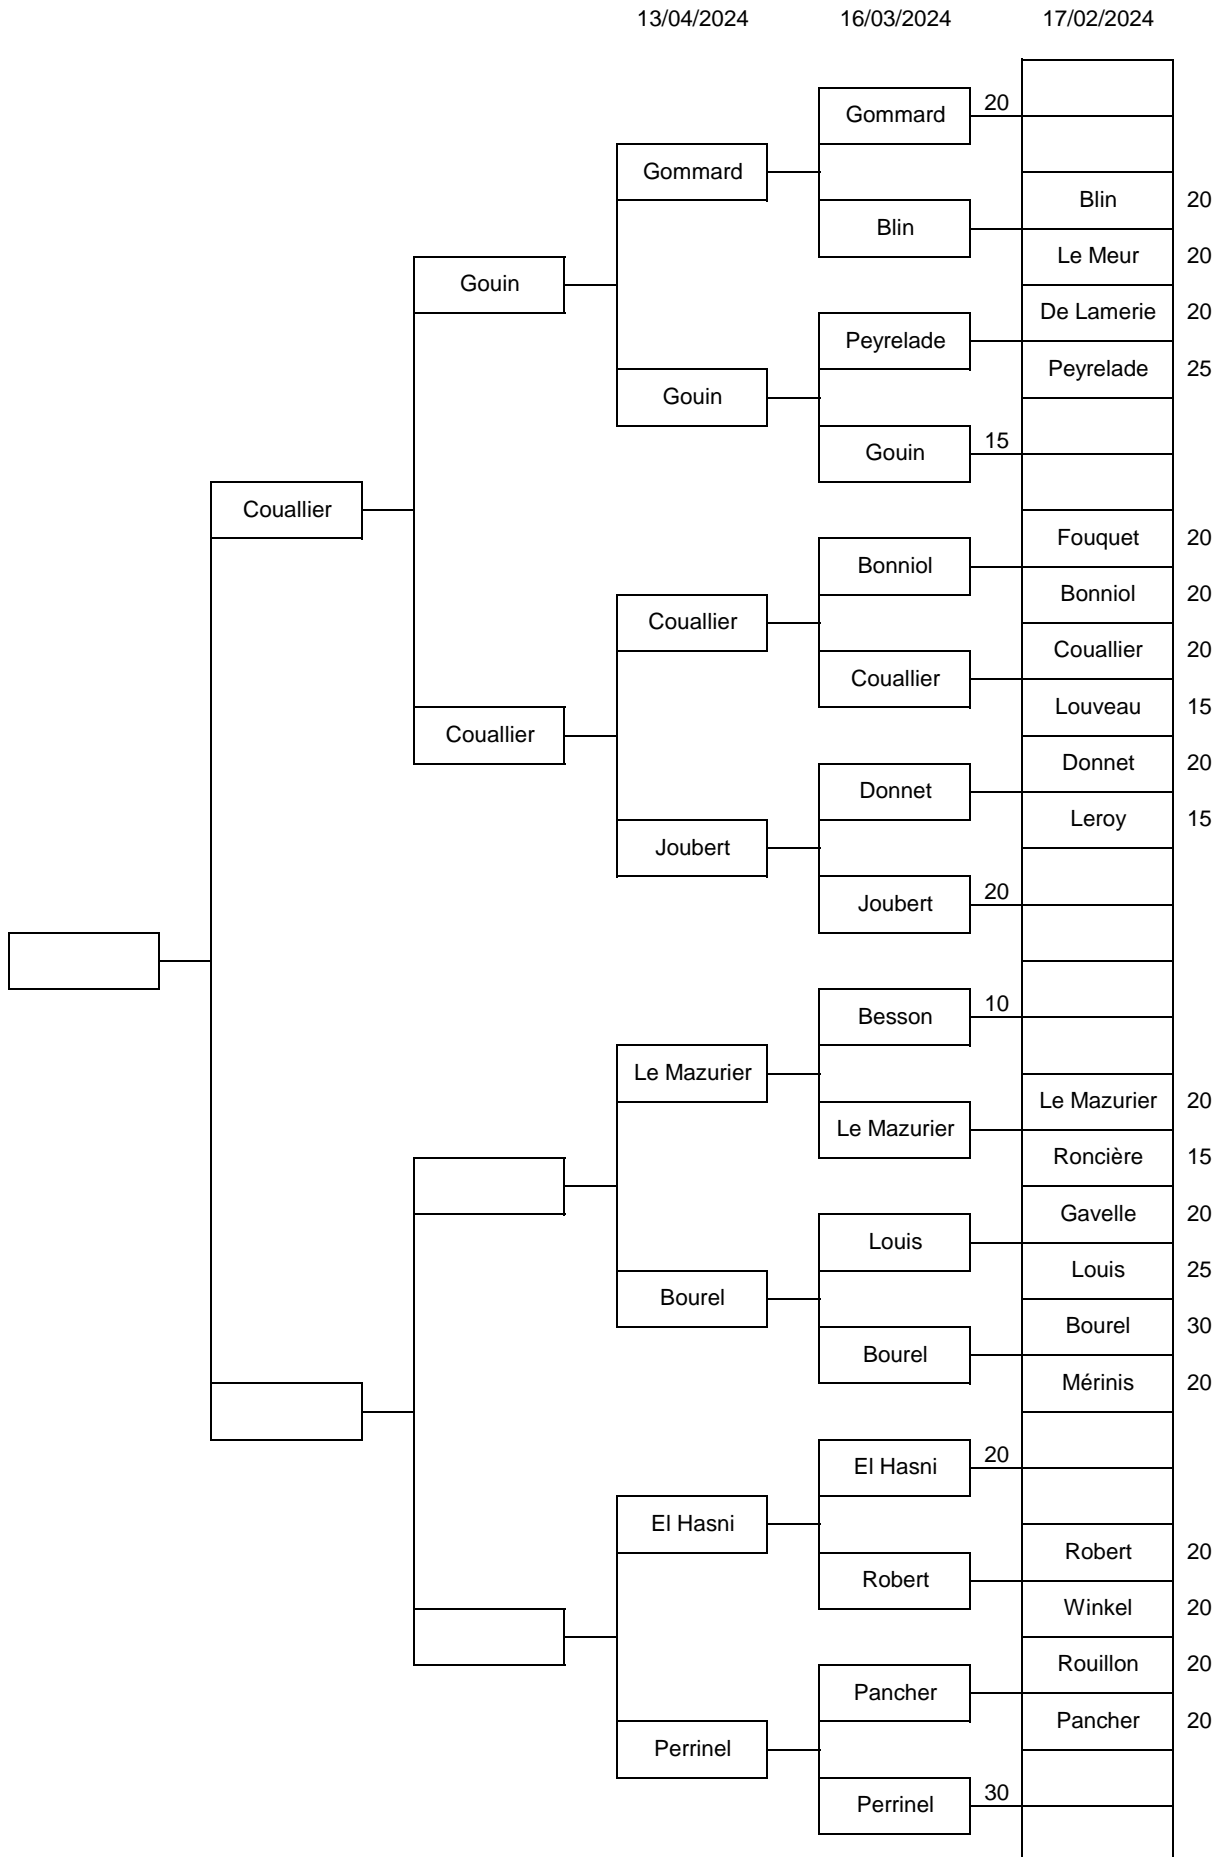 13/04/2024 16/03/2024 17/02/2024
Gommard 20
Gommard
Blin 20
Blin
Le Meur 20
Gouin
De Lamerie 20
Peyrelade
Peyrelade 25
Gouin
Gouin 15
Couallier
Fouquet 20
Bonniol
Bonniol 20
Couallier
Couallier 20
Couallier
Louveau 15
Couallier
Donnet 20
Donnet
Leroy 15
Joubert
Joubert 20
Besson 10
Le Mazurier
Le Mazurier 20
Le Mazurier
Roncière 15
Gavelle 20
Louis
Louis 25
Bourel
Bourel 30
Bourel
Mérinis 20
El Hasni 20
El Hasni
Robert 20
Robert
Winkel 20
Rouillon 20
Pancher
Pancher 20
Perrinel
Perrinel 30